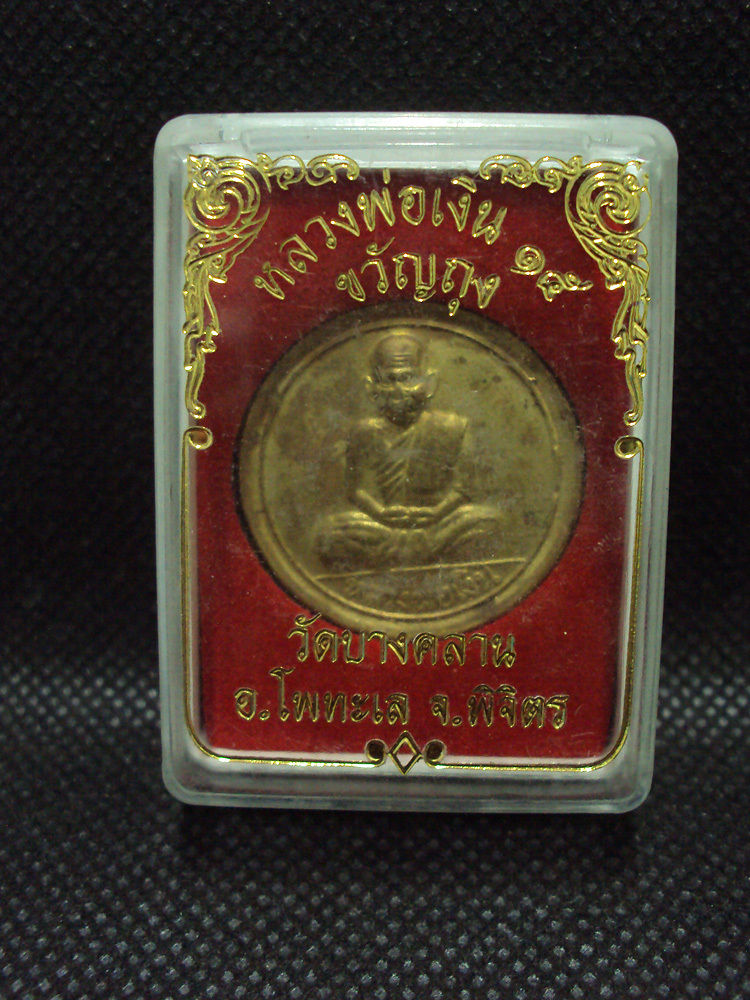 หลวงพ่อเงิน
ขวัญถุง ๑๕
วัดบางคลาน
อ.โพทะเล จ.พิจิตร